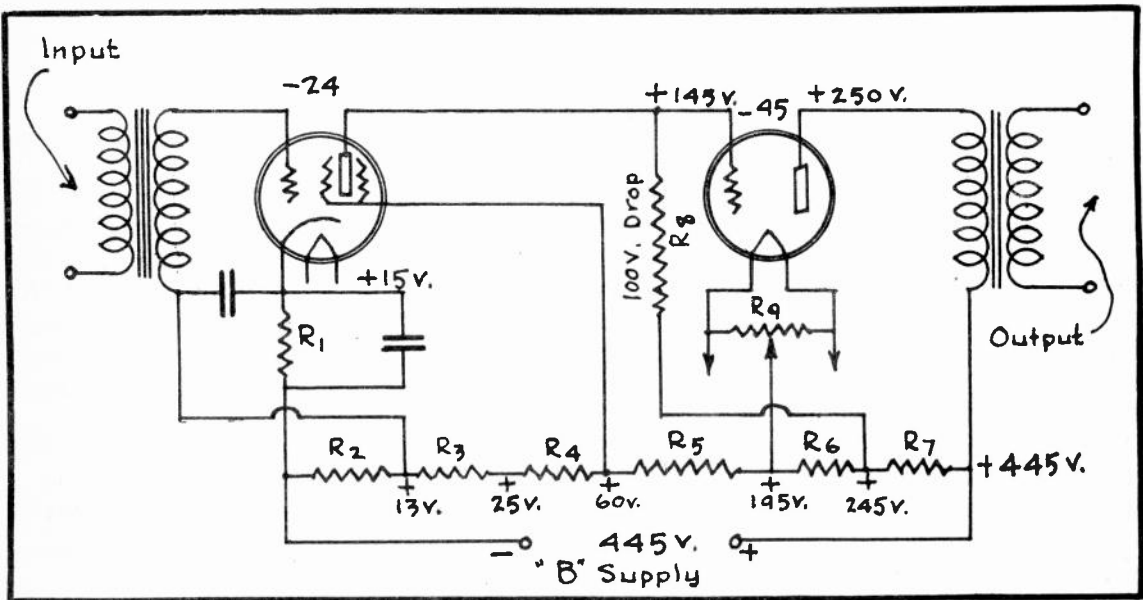 Input
-24
+145v.
-45
+250v.
100v. Drop
R8
+15v.
R1
R9
Output
R2
R3
R4
R5
R6
R7
+445v.
+
13v.
+
25v.
+
60v.
+
195v.
+
245v.
- 445v. +
"B" Supply